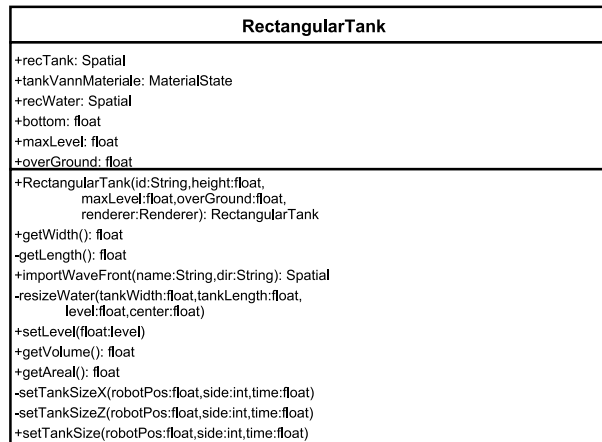 RectangularTank
+recTank: Spatial
+tankVannMateriale: MaterialState
+recWater: Spatial
+bottom: float
+maxLevel: float
+overGround: float
+RectangularTank(id:String,height:float,
maxLevel:float,overGround:float,
renderer:Renderer): RectangularTank
+getWidth(): float
-getLength(): float
+importWaveFront(name:String,dir:String): Spatial
-resizeWater(tankWidth:float,tankLength:float,
level:float,center:float)
+setLevel(float:level)
+getVolume(): float
+getAreal(): float
-setTankSizeX(robotPos:float,side:int,time:float)
-setTankSizeZ(robotPos:float,side:int,time:float)
+setTankSize(robotPos:float,side:int,time:float)